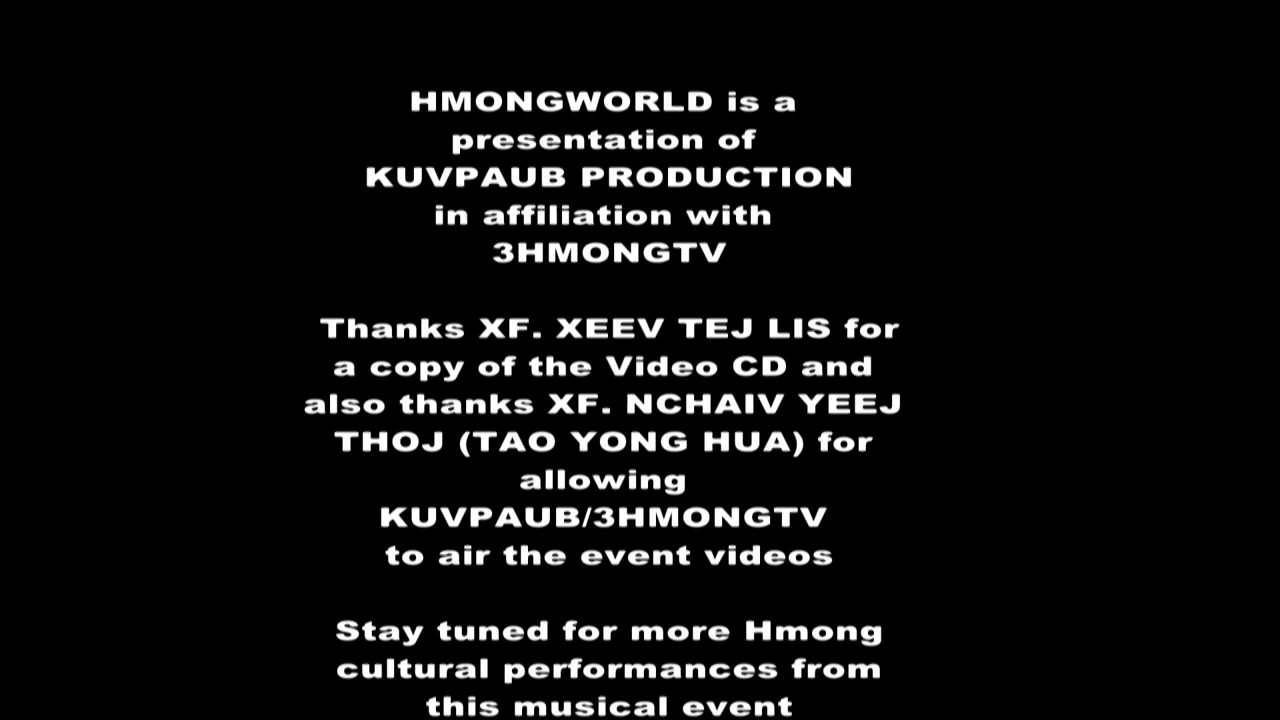 HMONGWORLD is a
presentation of
KUVPAUB PRODUCTION
in affiliation with
3HMONGTV
Thanks XF. XEEV TEJ LIS for
a copy of the Video CD and
also thanks XF. NCHAIV YEEJ
THOJ (TAO YONG HUA) for
allowing
KUVPAUB/3HMONGTV
to air the event videos
Stay tuned for more Hmong
cultural performances from
this musical event